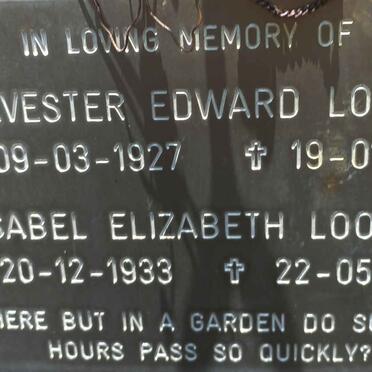 IN LOVING MEMORY OF
VESTER EDWARD LO
09-03-1927 ✝ 19-0
SABEL ELIZABETH LOO
20-12-1933 ✝ 22-05
HERE BUT IN A GARDEN DO S
HOURS PASS SO QUICKLY?